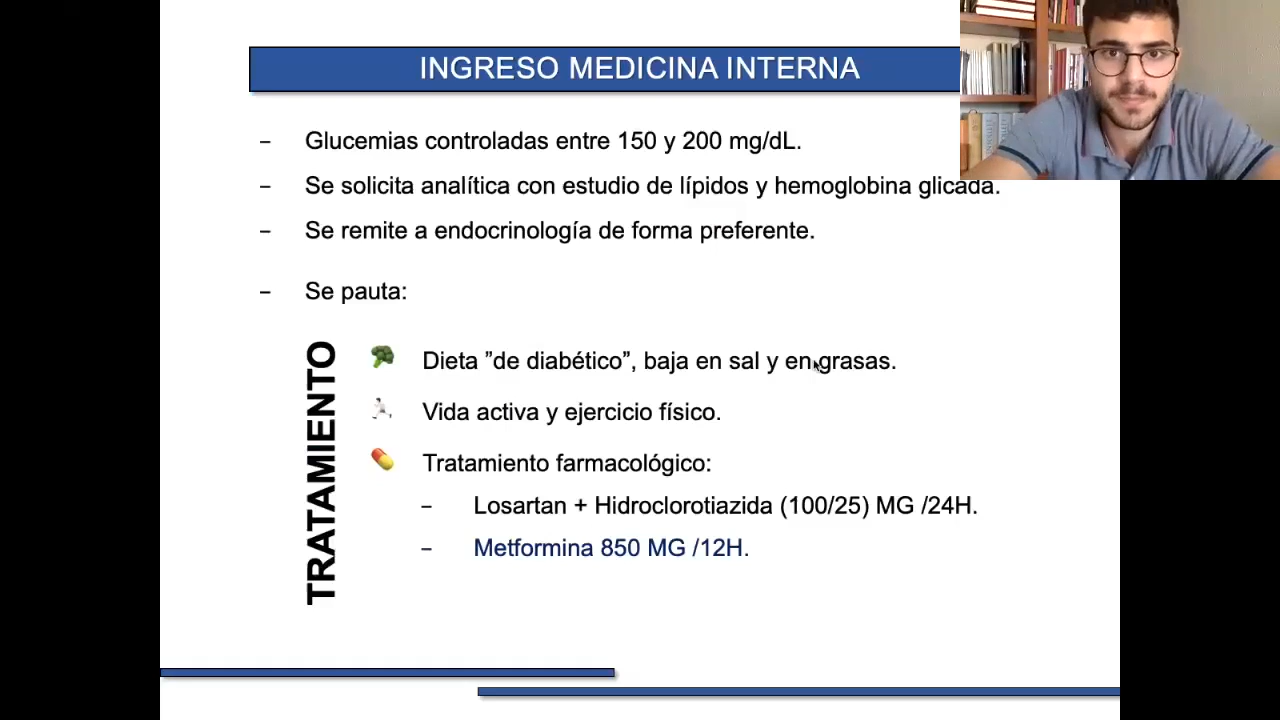 INGRESO MEDICINA INTERNA
– Glucemias controladas entre 150 y 200 mg/dL.
– Se solicita analítica con estudio de lípidos y hemoglobina glicada.
– Se remite a endocrinología de forma preferente.
– Se pauta:
TRATAMIENTO
Dieta ”de diabético”, baja en sal y en grasas.
Vida activa y ejercicio físico.
Tratamiento farmacológico:
– Losartan + Hidroclorotiazida (100/25) MG /24H.
– Metformina 850 MG /12H.